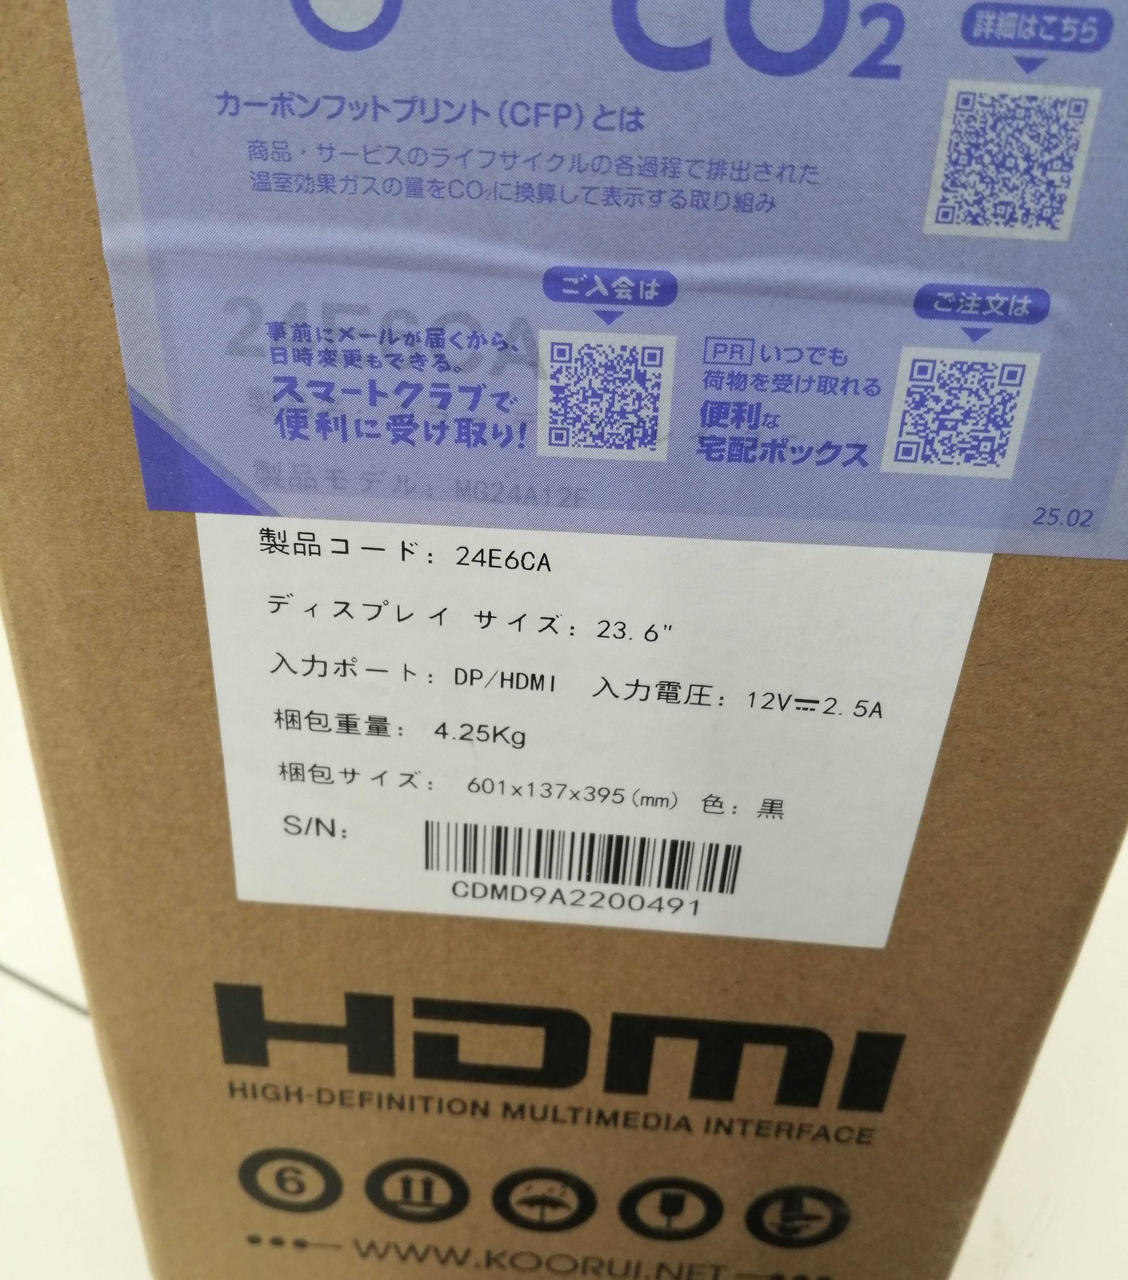 CO2
詳細はこちら
カーボンフットプリント(CFP)とは
商品・サービスのライフサイクルの各過程で排出された
温室効果ガスの量をCO2に換算して表示する取り組み
ご入会は
ご注文は
24E6CA
事前にメールが届くから、
日時変更もできる。
スマートクラブで
便利に受け取り!
PR いつでも
荷物を受け取れる
便利な
宅配ボックス
25.02
製品モデル: MG24A12F
製品コード: 24E6CA
ディスプレイ サイズ: 23.6"
入力ポート: DP/HDMI 入力電圧: 12V⎓2.5A
梱包重量: 4.25Kg
梱包サイズ: 601x137x395(mm) 色: 黒
S/N:
CDMD9A2200491
HDMI
HIGH-DEFINITION MULTIMEDIA INTERFACE
6
WWW.KOORUI.NET